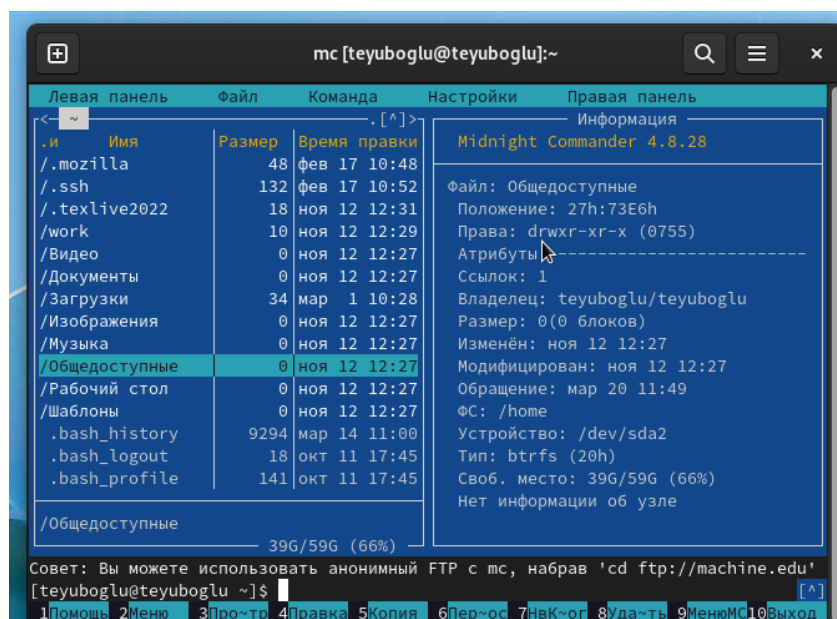 mc [teyuboglu@teyuboglu]:~
Левая панель Файл Команда Настройки Правая панель
<- ~ .[^]> Информация
.и Имя Размер Время правки Midnight Commander 4.8.28
/.mozilla 48 фев 17 10:48
/.ssh 132 фев 17 10:52 Файл: Общедоступные
/.texlive2022 18 ноя 12 12:31 Положение: 27h:73E6h
/work 10 ноя 12 12:29 Права: drwxr-xr-x (0755)
/Видео 0 ноя 12 12:27 Атрибуты
/Документы 0 ноя 12 12:27 Ссылок: 1
/Загрузки 34 мар 1 10:28 Владелец: teyuboglu/teyuboglu
/Изображения 0 ноя 12 12:27 Размер: 0(0 блоков)
/Музыка 0 ноя 12 12:27 Изменён: ноя 12 12:27
/Общедоступные 0 ноя 12 12:27 Модифицирован: ноя 12 12:27
/Рабочий стол 0 ноя 12 12:27 Обращение: мар 20 11:49
/Шаблоны 0 ноя 12 12:27 ФС: /home
.bash_history 9294 мар 14 11:00 Устройство: /dev/sda2
.bash_logout 18 окт 11 17:45 Тип: btrfs (20h)
.bash_profile 141 окт 11 17:45 Своб. место: 39G/59G (66%)
Нет информации об узле
/Общедоступные
39G/59G (66%)
Совет: Вы можете использовать анонимный FTP с mc, набрав 'cd ftp://machine.edu'
[teyuboglu@teyuboglu ~]$ [^]
1Помощь 2Меню 3Про~тр 4Правка 5Копия 6Пер~ос 7НвК~ог 8Уда~ть 9МенюMC 10Выход